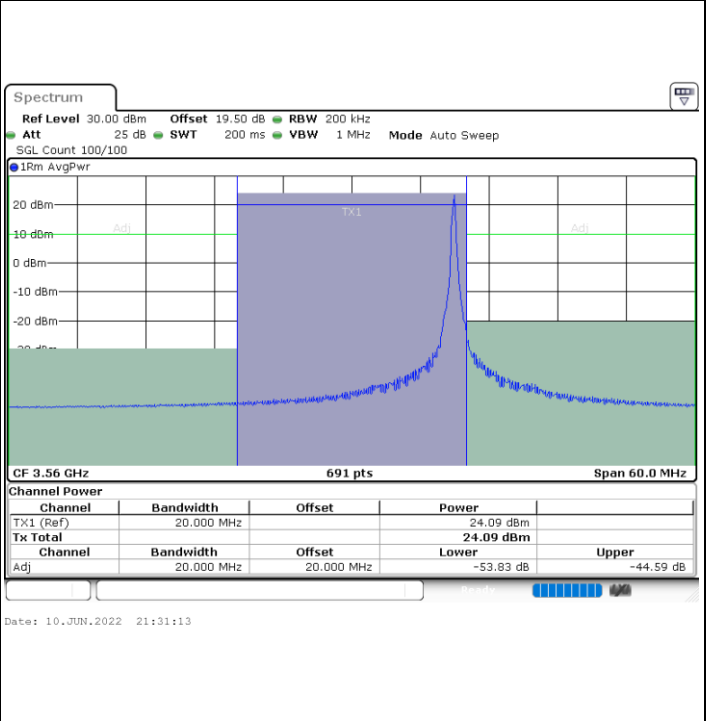 Spectrum
Ref Level 30.00 dBm Offset 19.50 dB RBW 200 kHz
Att 25 dB SWT 200 ms VBW 1 MHz Mode Auto Sweep
SGL Count 100/100
1Rm AvgPwr
20 dBm
TX1
Adj Adj
10 dBm
0 dBm
-10 dBm
-20 dBm
CF 3.56 GHz 691 pts Span 60.0 MHz
Channel Power
Channel Bandwidth Offset Power
TX1 (Ref) 20.000 MHz 24.09 dBm
Tx Total 24.09 dBm
Channel Bandwidth Offset Lower Upper
Adj 20.000 MHz 20.000 MHz -53.83 dB -44.59 dB
Ready
Date: 10.JUN.2022 21:31:13